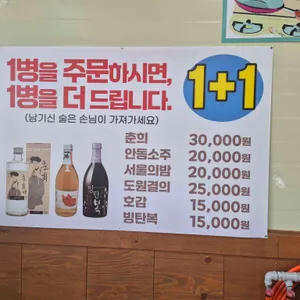 1병을 주문하시면,
1병을 더 드립니다.
1+1
(남기신 술은 손님이 가져가세요)
춘희 30,000원
안동소주 20,000원
서울의밤 20,000원
도원결의 25,000원
호감 15,000원
빙탄복 15,000원